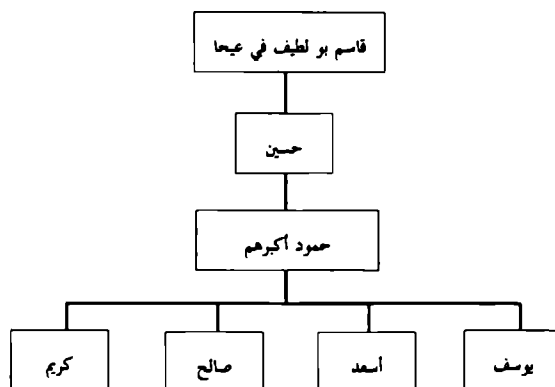 قاسم بو لطيف في عيحا
حسين
حمود أكبرهم
يوسف
أسعد
صالح
كريم